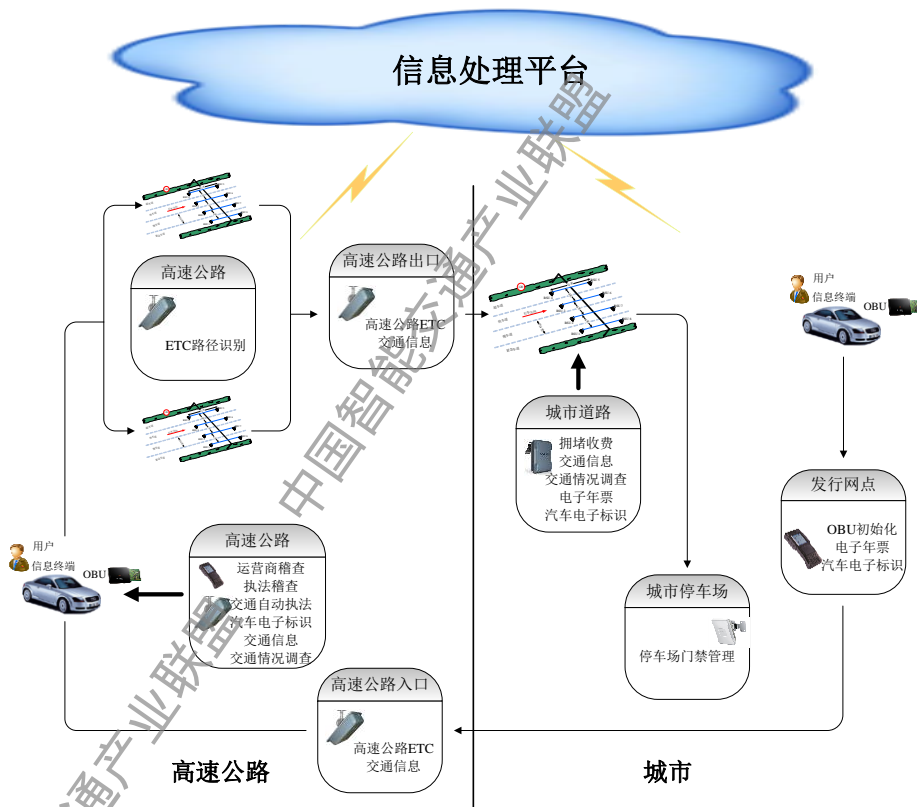 信息处理平台
高速公路
ETC路径识别
高速公路出口
高速公路ETC
交通信息
用户
信息终端
OBU
城市道路
拥堵收费
交通信息
交通情况调查
电子年票
汽车电子标识
发行网点
OBU初始化
电子年票
汽车电子标识
用户
信息终端
OBU
高速公路
运营商稽查
执法稽查
交通自动执法
汽车电子标识
交通信息
交通情况调查
城市停车场
停车场门禁管理
高速公路入口
高速公路ETC
交通信息
高速公路
城市
中国智能交通产业联盟
通产业联盟